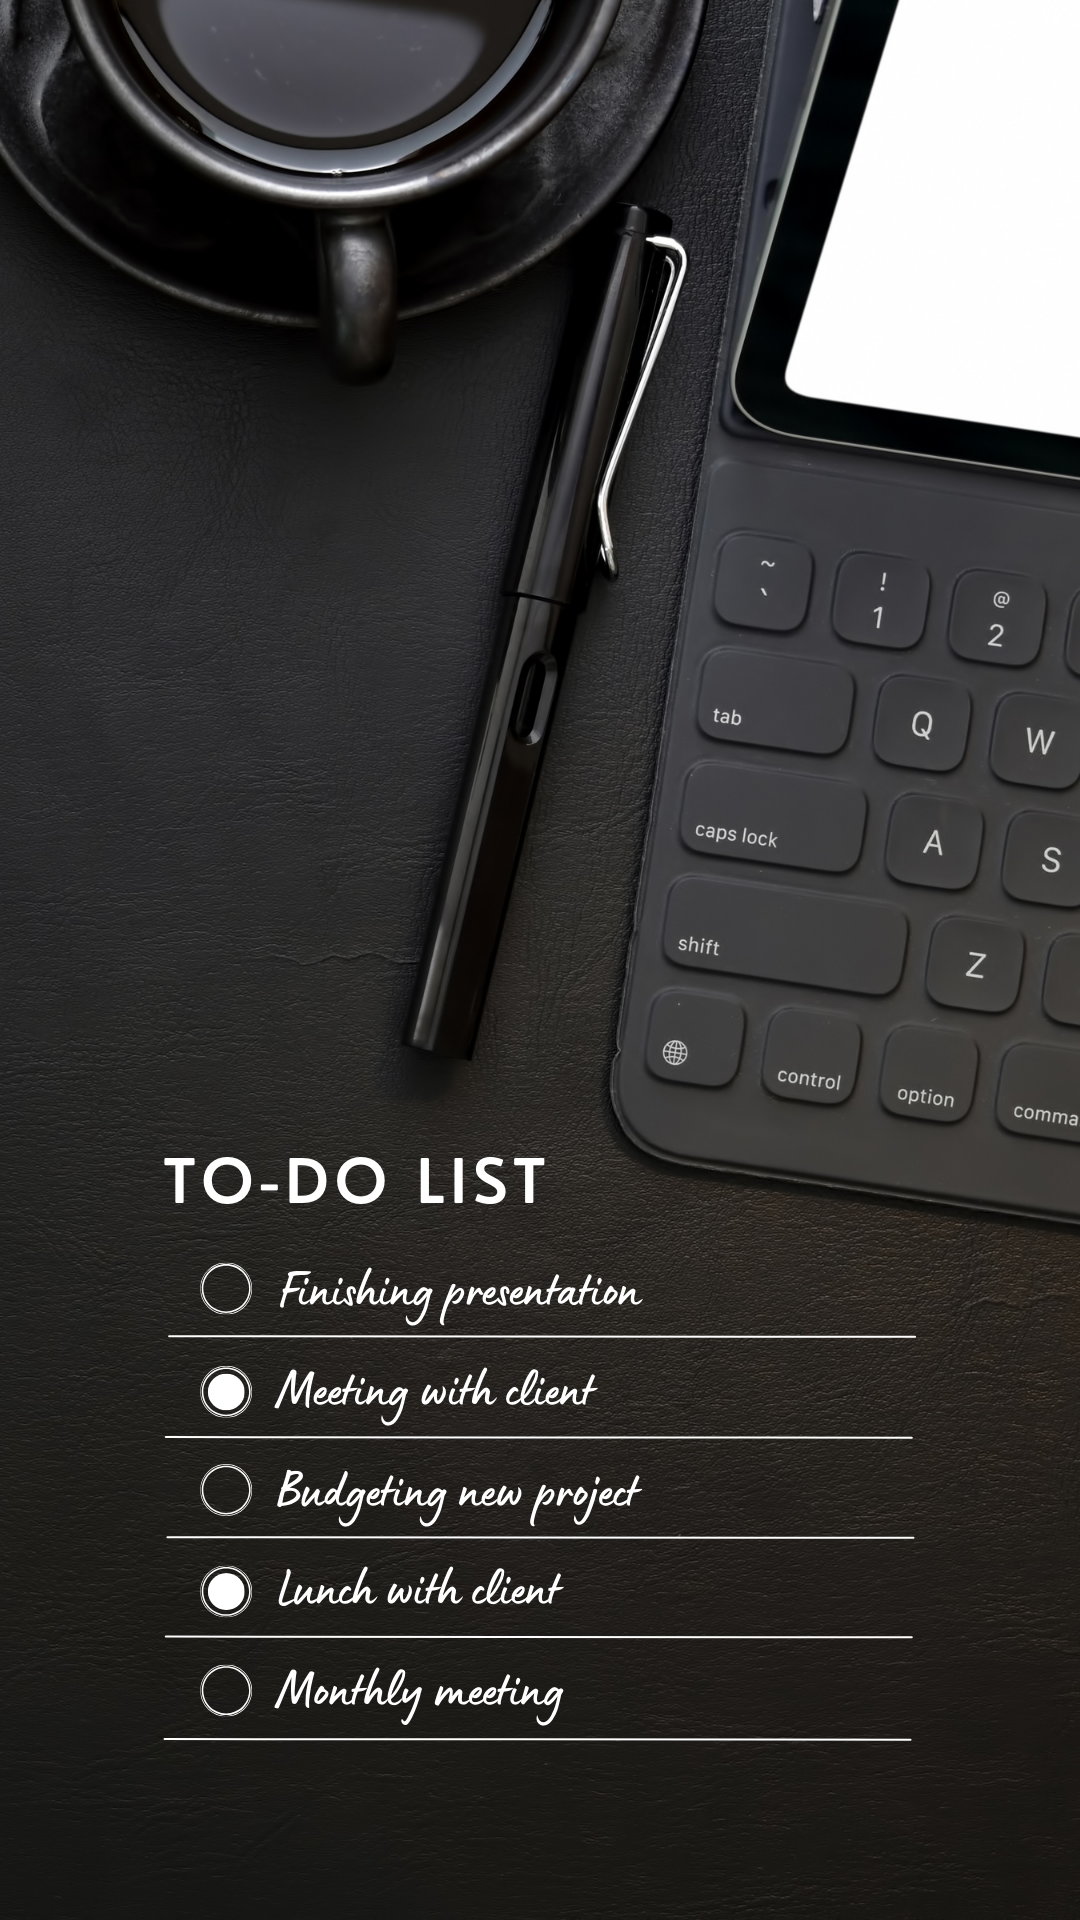 ~
`
!
1
@
2
tab
Q
W
caps lock
A
S
shift
Z
control
option
comma
TO-DO LIST
Finishing presentation
Meeting with client
Budgeting new project
Lunch with client
Monthly meeting